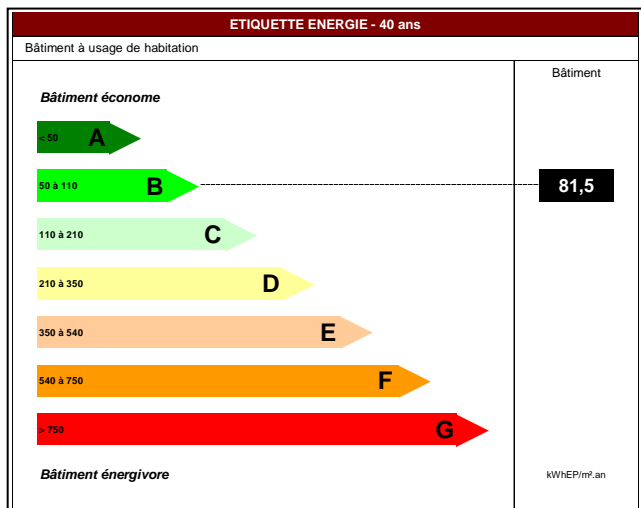 ETIQUETTE ENERGIE - 40 ans
Bâtiment à usage de habitation
Bâtiment
Bâtiment économe
< 50 A
50 à 110 B 81,5
110 à 210 C
210 à 350 D
350 à 540 E
540 à 750 F
> 750 G
Bâtiment énergivore
kWhEP/m².an